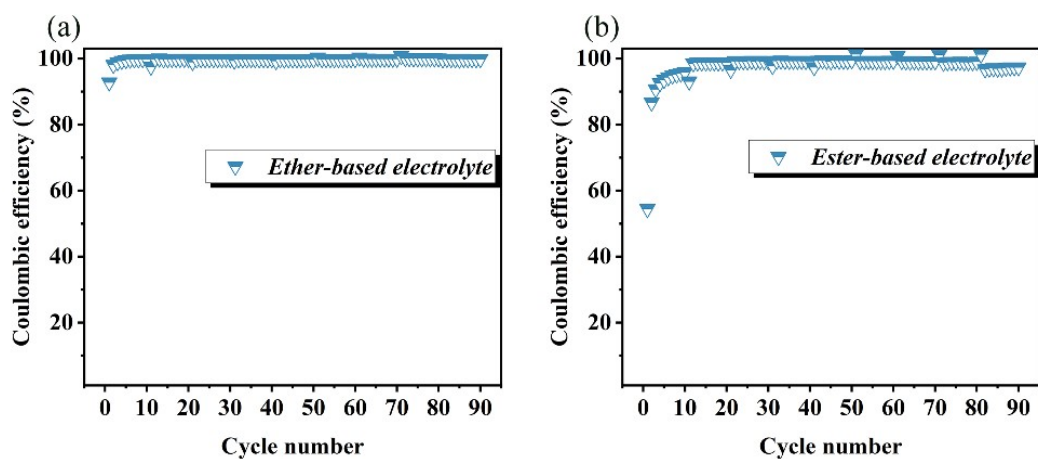 (a)
Coulombic efficiency (%)
100
80
60
40
20
Ether-based electrolyte
0 10 20 30 40 50 60 70 80 90
Cycle number
(b)
Coulombic efficiency (%)
100
80
60
40
20
Ester-based electrolyte
0 10 20 30 40 50 60 70 80 90
Cycle number